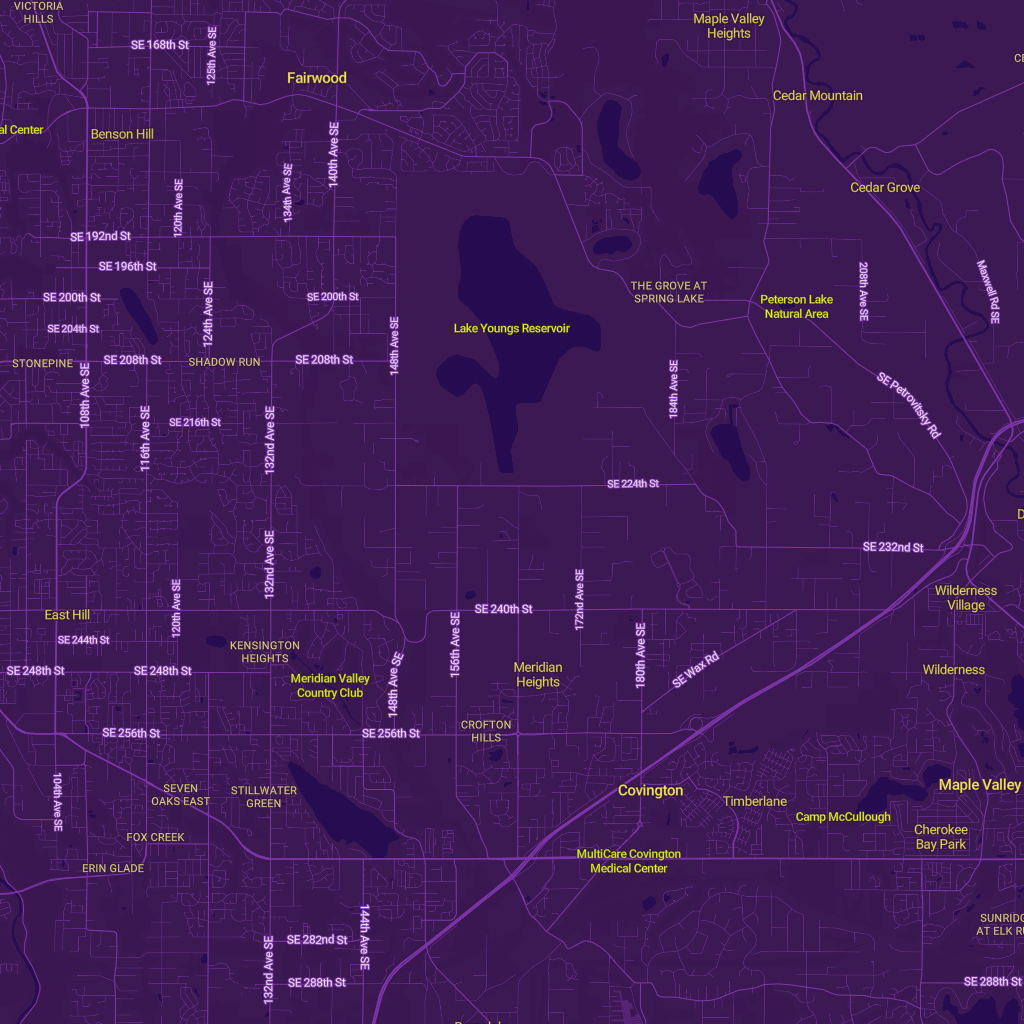 VICTORIA
HILLS
SE 168th St
125th Ave SE
Fairwood
Maple Valley
Heights
Cedar Mountain
al Center
Benson Hill
140th Ave SE
134th Ave SE
120th Ave SE
Cedar Grove
SE 192nd St
SE 196th St
SE 200th St
SE 200th St
124th Ave SE
SE 204th St
THE GROVE AT
SPRING LAKE
Peterson Lake
Natural Area
208th Ave SE
Maxwell Rd SE
Lake Youngs Reservoir
148th Ave SE
STONEPINE
SE 208th St
SHADOW RUN
SE 208th St
108th Ave SE
184th Ave SE
SE Petrovitsky Rd
116th Ave SE
SE 216th St
132nd Ave SE
SE 224th St
132nd Ave SE
SE 232nd St
120th Ave SE
172nd Ave SE
Wilderness
Village
East Hill
SE 240th St
156th Ave SE
180th Ave SE
SE 244th St
KENSINGTON
HEIGHTS
SE 248th St
SE 248th St
Meridian Valley
Country Club
148th Ave SE
Meridian
Heights
SE Wax Rd
Wilderness
SE 256th St
SE 256th St
CROFTON
HILLS
104th Ave SE
SEVEN
OAKS EAST
STILLWATER
GREEN
Covington
Timberlane
Maple Valley
Camp McCullough
FOX CREEK
Cherokee
Bay Park
ERIN GLADE
MultiCare Covington
Medical Center
144th Ave SE
SUNRIDG
AT ELK RU
SE 282nd St
132nd Ave SE
SE 288th St
SE 288th St